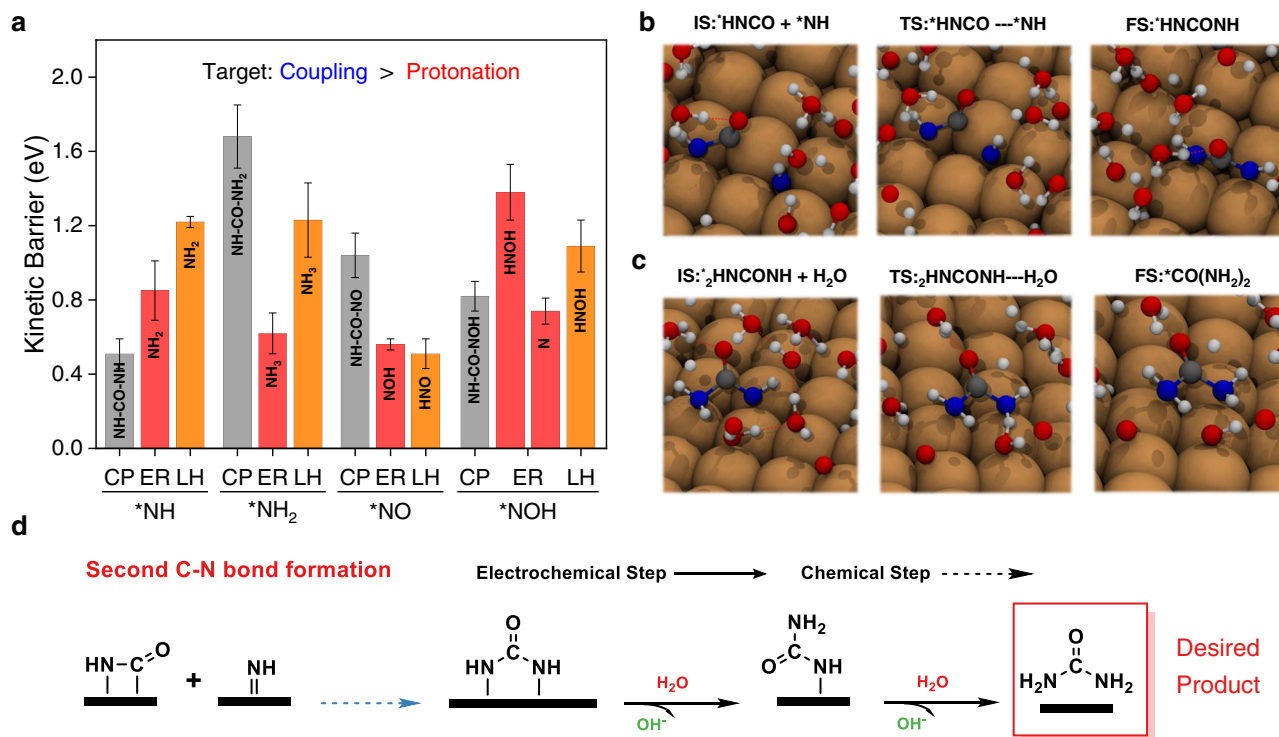 a
Target: Coupling > Protonation
Kinetic Barrier (eV)
2.0
1.6
1.2
0.8
0.4
0.0
NH-CO-NH
NH₂
NH₂
NH-CO-NH₂
NH₃
NH₃
NH-CO-NO
NOH
HNO
NH-CO-NOH
HNOH
N
HNOH
CP ER LH CP ER LH CP ER LH CP ER LH
*NH *NH₂ *NO *NOH
b
IS:*HNCO + *NH TS:*HNCO ---*NH FS:*HNCONH
c
IS:*₂HNCONH + H₂O TS:₂HNCONH---H₂O FS:*CO(NH₂)₂
d
Second C-N bond formation Electrochemical Step Chemical Step
HN C O + NH
O
HN C NH
H₂O
OH⁻
NH₂
O C NH
H₂O
OH⁻
O
H₂N C NH₂
Desired
Product